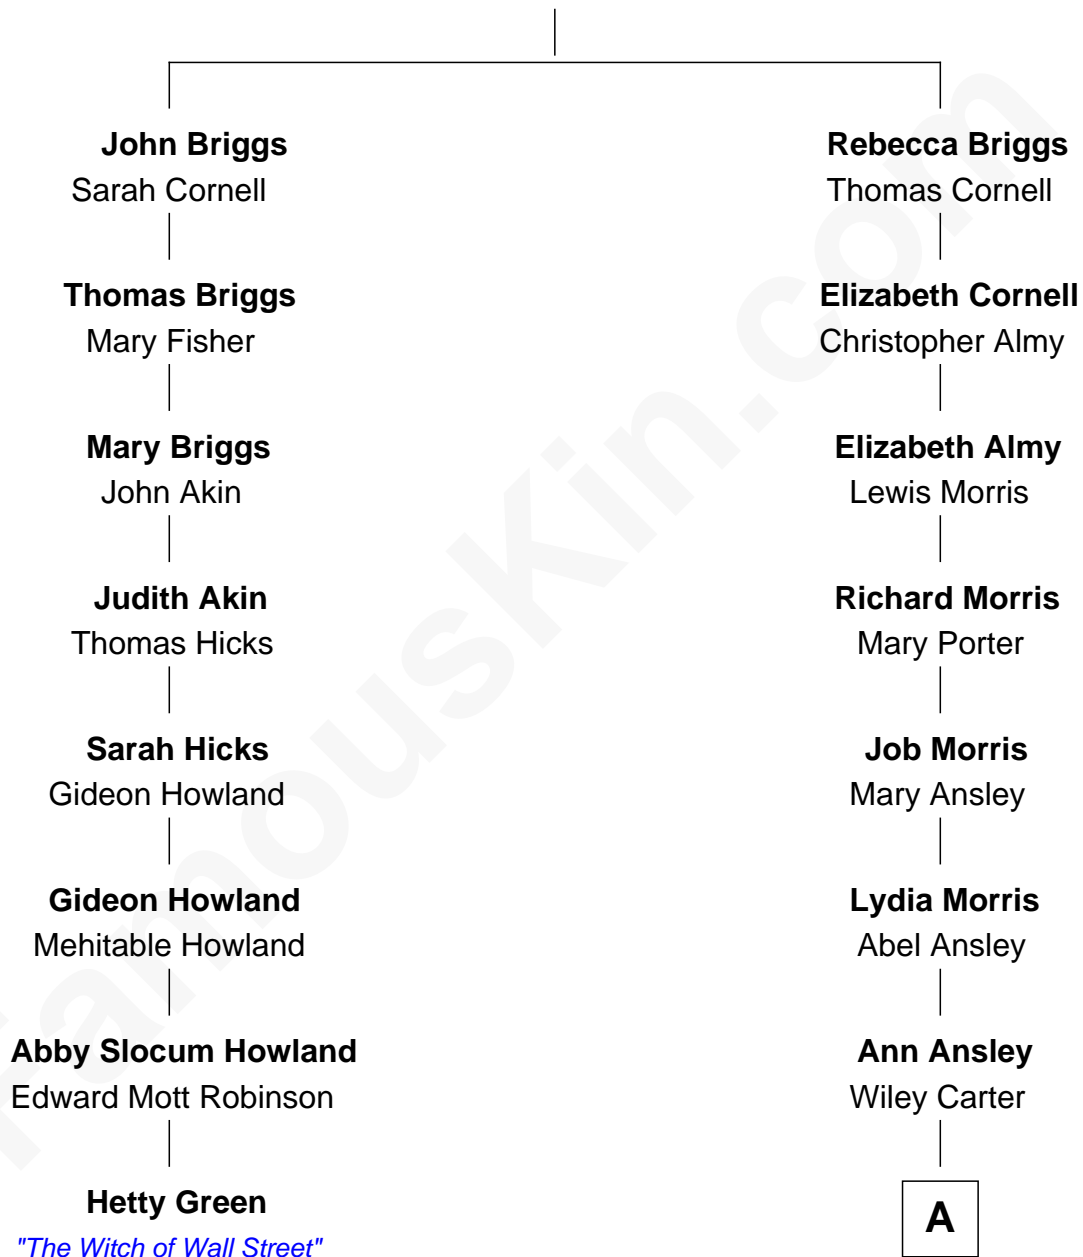 John Briggs
Sarah Cornell
Thomas Briggs
Mary Fisher
Mary Briggs
John Akin
Judith Akin
Thomas Hicks
Sarah Hicks
Gideon Howland
Gideon Howland
Mehitable Howland
Abby Slocum Howland
Edward Mott Robinson
Hetty Green
"The Witch of Wall Street"
Rebecca Briggs
Thomas Cornell
Elizabeth Cornell
Christopher Almy
Elizabeth Almy
Lewis Morris
Richard Morris
Mary Porter
Job Morris
Mary Ansley
Lydia Morris
Abel Ansley
Ann Ansley
Wiley Carter
A
FamousKin.com